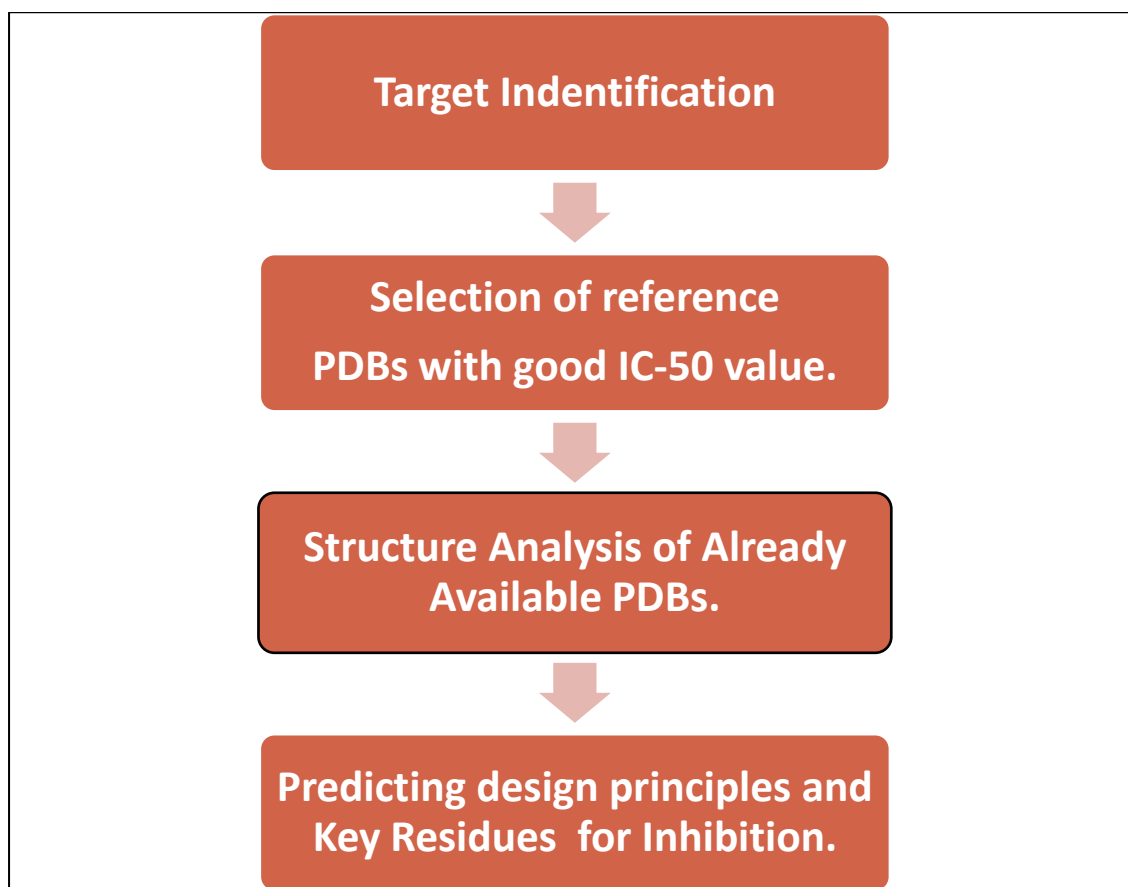 Target Indentification
Selection of reference
PDBs with good IC-50 value.
Structure Analysis of Already
Available PDBs.
Predicting design principles and
Key Residues  for Inhibition.